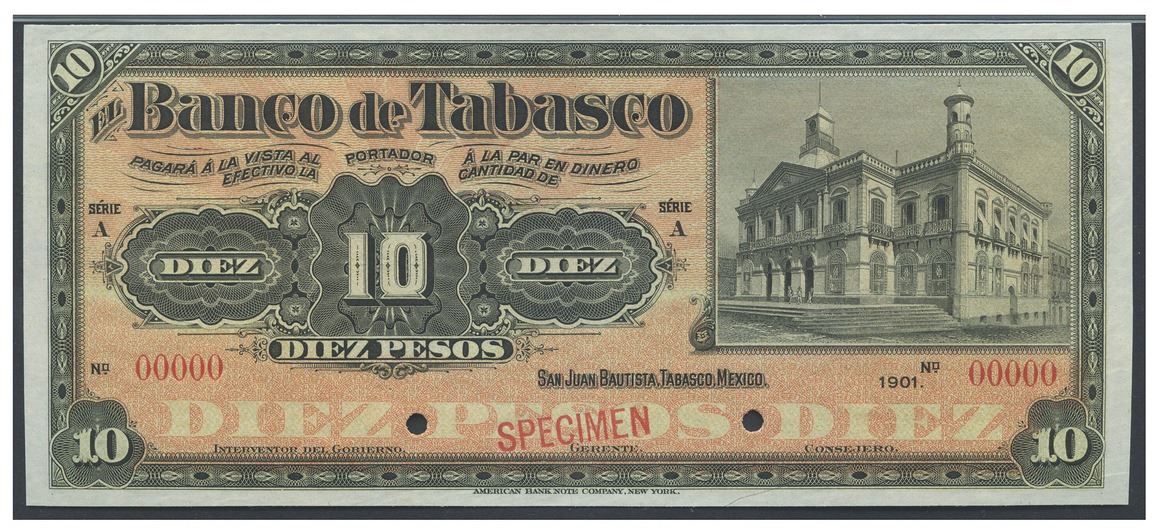 10 10
EL Banco de Tabasco
PAGARÁ Á LA VISTA AL PORTADOR Á LA PAR EN DINERO
EFECTIVO LA CANTIDAD DE
SÉRIE SÉRIE
A A
DIEZ 10 DIEZ
DIEZ PESOS
No 00000
SAN JUAN BAUTISTA, TABASCO, MEXICO. 1901. No 00000
DIEZ PESOS DIEZ
SPECIMEN
10 10
INTERVENTOR DEL GOBIERNO. GERENTE. CONSEJERO.
AMERICAN BANK NOTE COMPANY, NEW YORK.